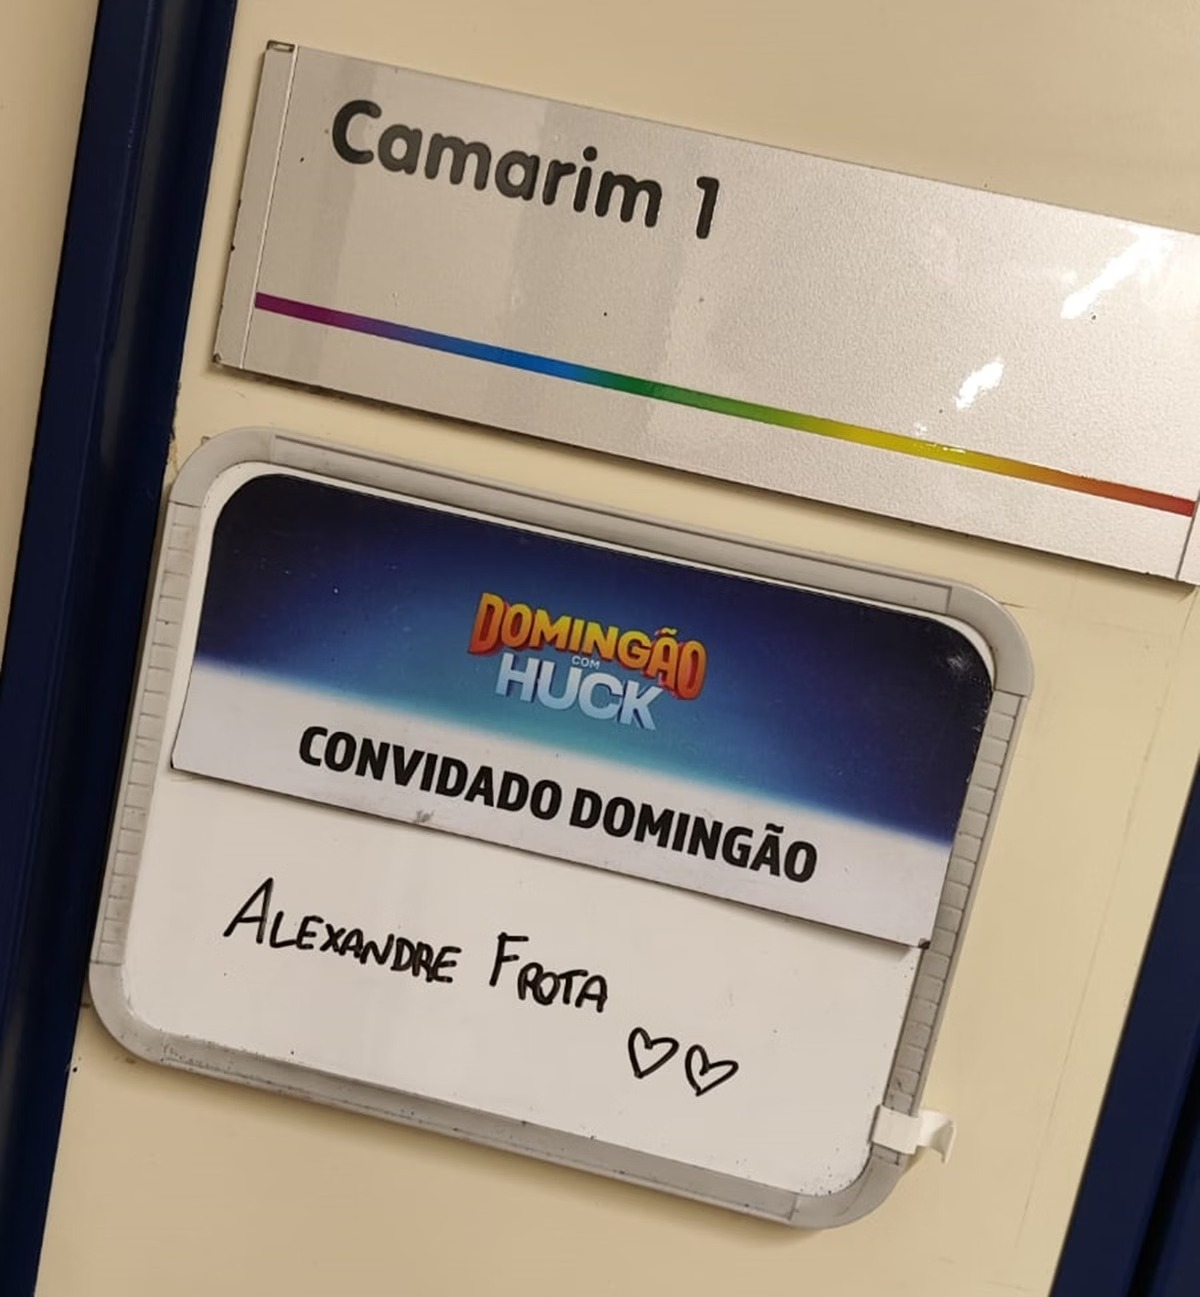 Camarim 1
DOMINGÃO
COM
HUCK
CONVIDADO DOMINGÃO
ALEXANDRE FROTA
♡♡